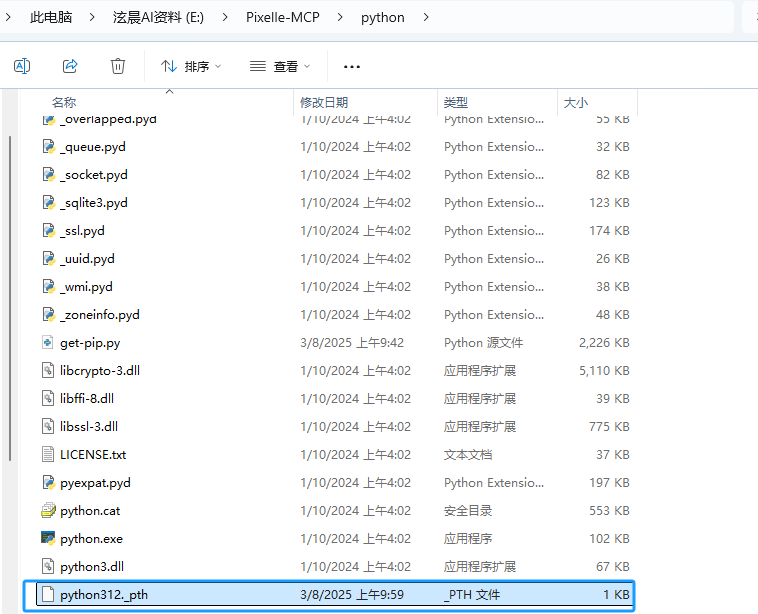 此电脑 > 泫晨AI资料 (E:) > Pixelle-MCP > python >
排序 查看 ...
名称 修改日期 类型 大小
_overlapped.pyd 1/10/2024 上午4:02 Python Extensio... 55 KB
_queue.pyd 1/10/2024 上午4:02 Python Extensio... 32 KB
_socket.pyd 1/10/2024 上午4:02 Python Extensio... 82 KB
_sqlite3.pyd 1/10/2024 上午4:02 Python Extensio... 123 KB
_ssl.pyd 1/10/2024 上午4:02 Python Extensio... 174 KB
_uuid.pyd 1/10/2024 上午4:02 Python Extensio... 26 KB
_wmi.pyd 1/10/2024 上午4:02 Python Extensio... 38 KB
_zoneinfo.pyd 1/10/2024 上午4:02 Python Extensio... 48 KB
get-pip.py 3/8/2025 上午9:42 Python 源文件 2,226 KB
libcrypto-3.dll 1/10/2024 上午4:02 应用程序扩展 5,110 KB
libffi-8.dll 1/10/2024 上午4:02 应用程序扩展 39 KB
libssl-3.dll 1/10/2024 上午4:02 应用程序扩展 775 KB
LICENSE.txt 1/10/2024 上午4:02 文本文档 37 KB
pyexpat.pyd 1/10/2024 上午4:02 Python Extensio... 197 KB
python.cat 1/10/2024 上午4:02 安全目录 553 KB
python.exe 1/10/2024 上午4:02 应用程序 102 KB
python3.dll 1/10/2024 上午4:02 应用程序扩展 67 KB
python312._pth 3/8/2025 上午9:59 _PTH 文件 1 KB